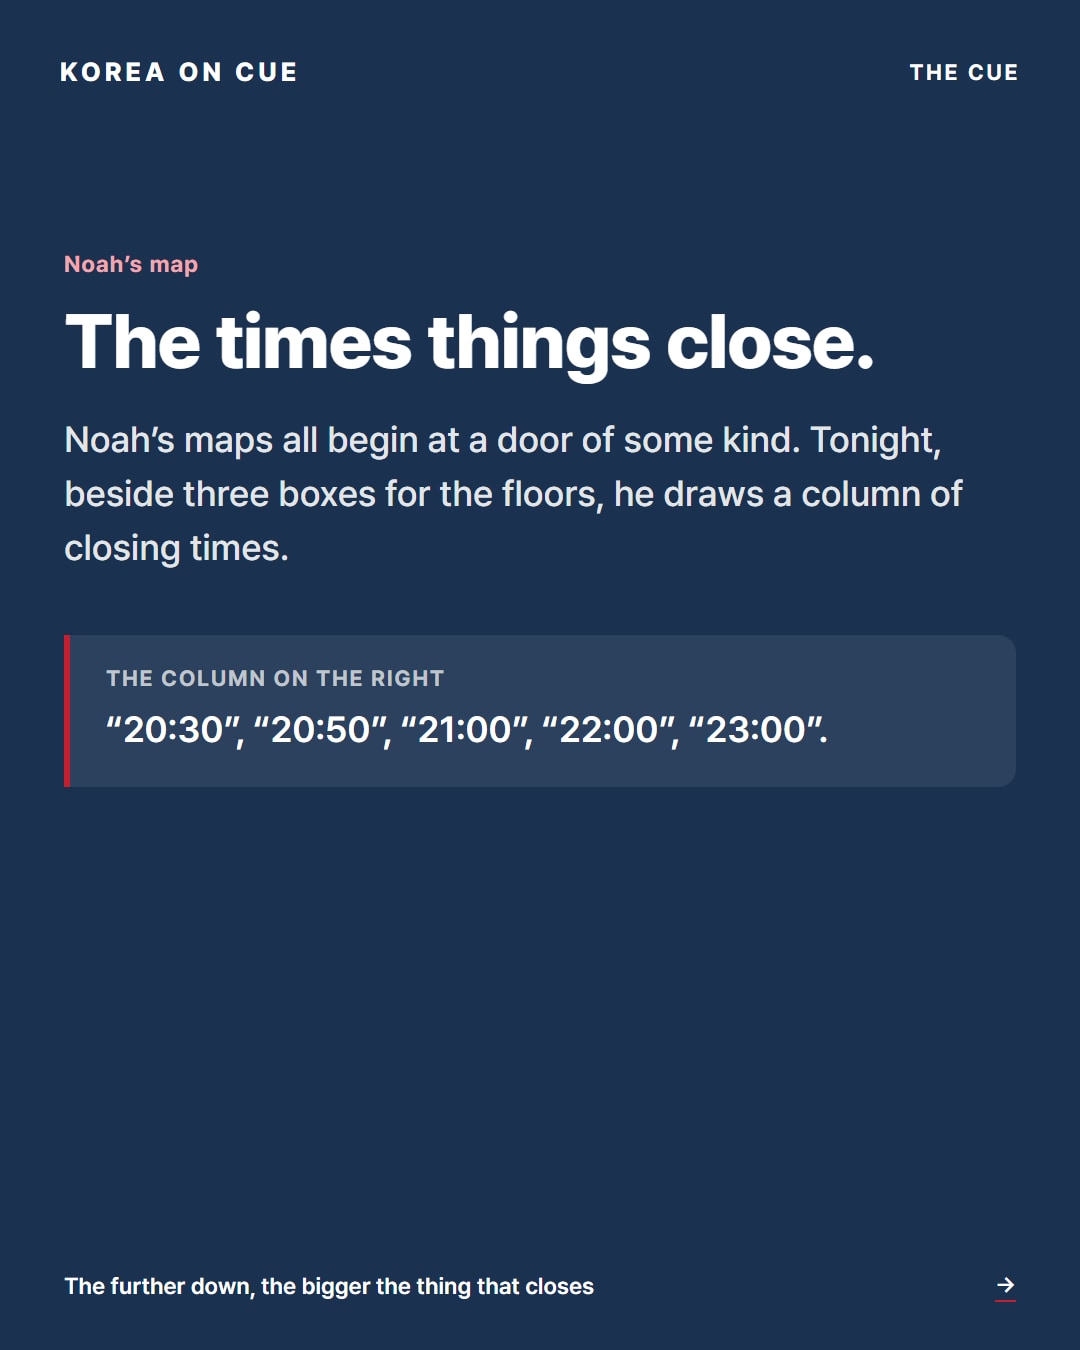 KOREA ON CUE
THE CUE
Noah’s map
The times things close.
Noah’s maps all begin at a door of some kind. Tonight,
beside three boxes for the floors, he draws a column of
closing times.
THE COLUMN ON THE RIGHT
“20:30”, “20:50”, “21:00”, “22:00”, “23:00”.
The further down, the bigger the thing that closes
→